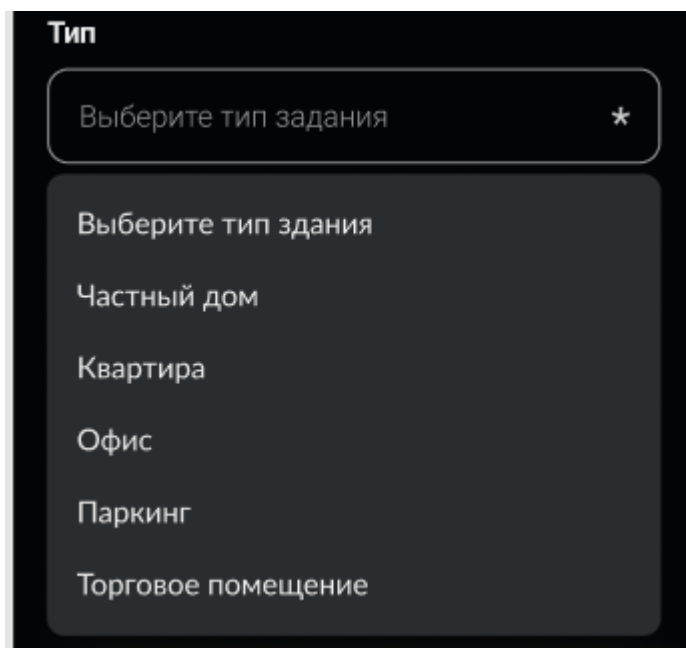 Тип
Выберите тип задания *
Выберите тип здания
Частный дом
Квартира
Офис
Паркинг
Торговое помещение